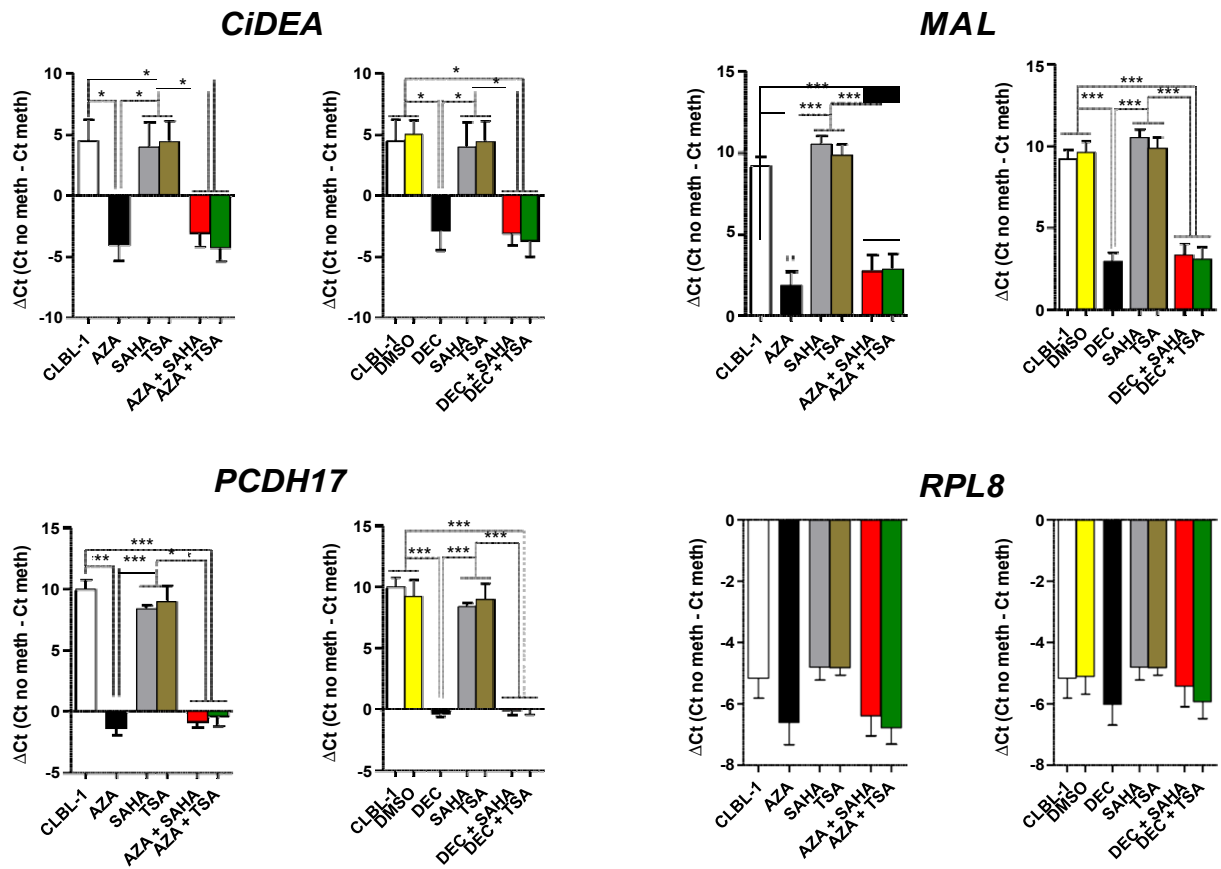 CiDEA
ΔCt (Ct no meth - Ct meth)
10
5
0
-5
-10
*
*
*
*
CLBL-1
AZA
SAHA
TSA
AZA + SAHA
AZA + TSA
ΔCt (Ct no meth - Ct meth)
10
5
0
-5
-10
*
*
*
*
CLBL-1
DMSO
DEC
SAHA
TSA
DEC + SAHA
DEC + TSA
MAL
ΔCt (Ct no meth - Ct meth)
15
10
5
0
***
***
CLBL-1
AZA
SAHA
TSA
AZA + SAHA
AZA + TSA
ΔCt (Ct no meth - Ct meth)
15
10
5
0
***
***
***
***
CLBL-1
DMSO
DEC
SAHA
TSA
DEC + SAHA
DEC + TSA
PCDH17
ΔCt (Ct no meth - Ct meth)
15
10
5
0
-5
***
***
CLBL-1
AZA
SAHA
TSA
AZA + SAHA
AZA + TSA
ΔCt (Ct no meth - Ct meth)
15
10
5
0
-5
***
***
***
***
CLBL-1
DMSO
DEC
SAHA
TSA
DEC + SAHA
DEC + TSA
RPL8
ΔCt (Ct no meth - Ct meth)
0
-2
-4
-6
-8
CLBL-1
AZA
SAHA
TSA
AZA + SAHA
AZA + TSA
ΔCt (Ct no meth - Ct meth)
0
-2
-4
-6
-8
CLBL-1
DMSO
DEC
SAHA
TSA
DEC + SAHA
DEC + TSA